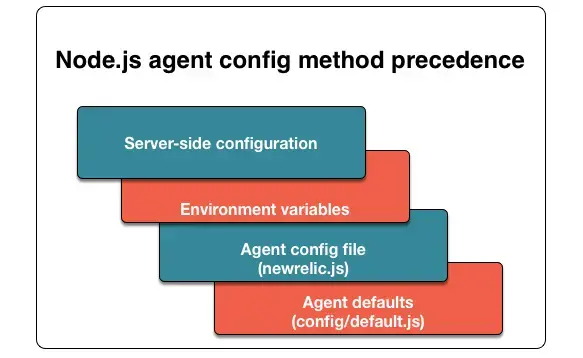 Node.js agent config method precedence
Server-side configuration
Environment variables
Agent config file
(newrelic.js)
Agent defaults
(config/default.js)